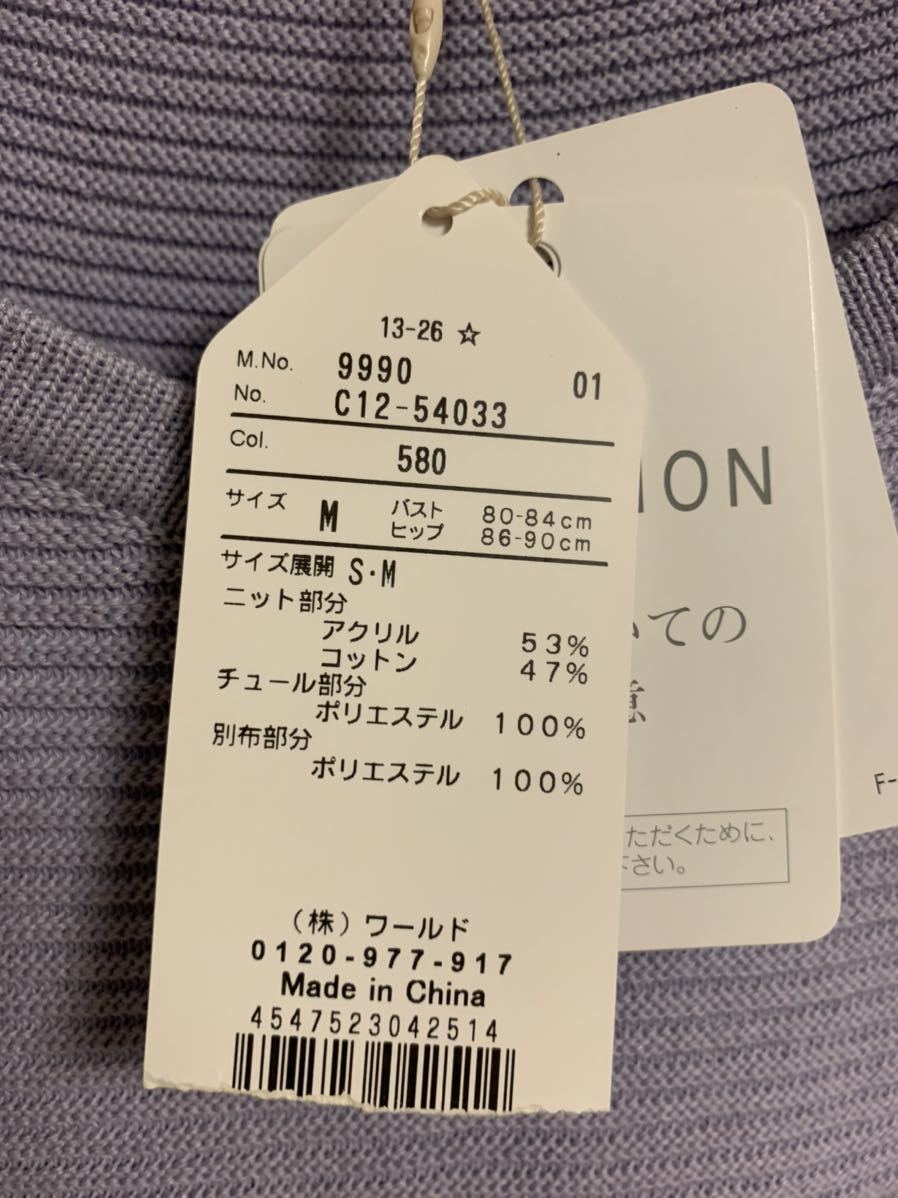 13-26 ☆
M.No. 9990 01
No. C12-54033
Col. 580
サイズ M バスト 80-84cm
ヒップ 86-90cm
サイズ展開 S・M
ニット部分
アクリル 53%
コットン 47%
チュール部分
ポリエステル 100%
別布部分
ポリエステル 100%
(株)ワールド
0120-977-917
Made in China
4547523042514
ION
いての
意
ただくために、
下さい。
F-